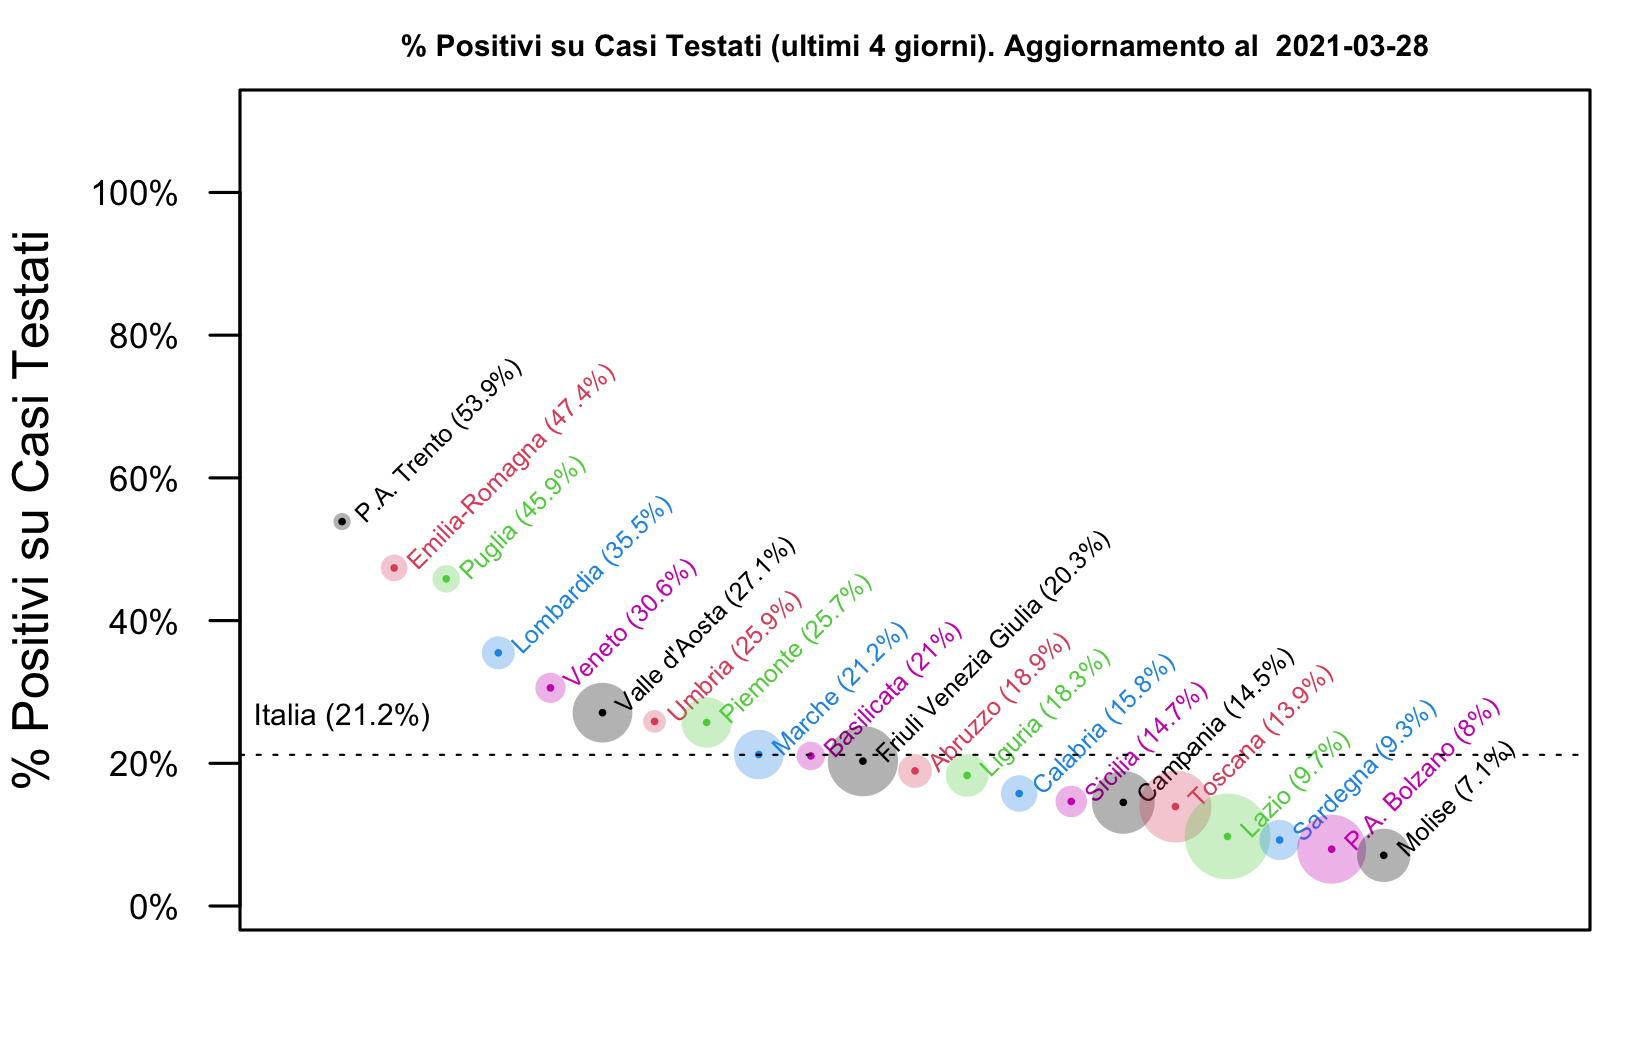 % Positivi su Casi Testati (ultimi 4 giorni). Aggiornamento al  2021-03-28
% Positivi su Casi Testati
100%
80%
60%
40%
20%
0%
Italia (21.2%)
P.A. Trento (53.9%)
Emilia-Romagna (47.4%)
Puglia (45.9%)
Lombardia (35.5%)
Veneto (30.6%)
Valle d'Aosta (27.1%)
Umbria (25.9%)
Piemonte (25.7%)
Marche (21.2%)
Basilicata (21%)
Friuli Venezia Giulia (20.3%)
Abruzzo (18.9%)
Liguria (18.3%)
Calabria (15.8%)
Sicilia (14.7%)
Campania (14.5%)
Toscana (13.9%)
Lazio (9.7%)
Sardegna (9.3%)
P.A. Bolzano (8%)
Molise (7.1%)